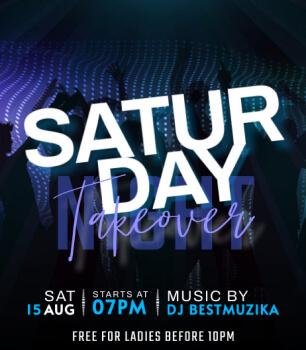 SATUR
DAY
NIGHT
Takeover
SAT
15 AUG
STARTS AT
07PM
MUSIC BY
DJ BESTMUZIKA
FREE FOR LADIES BEFORE 10PM